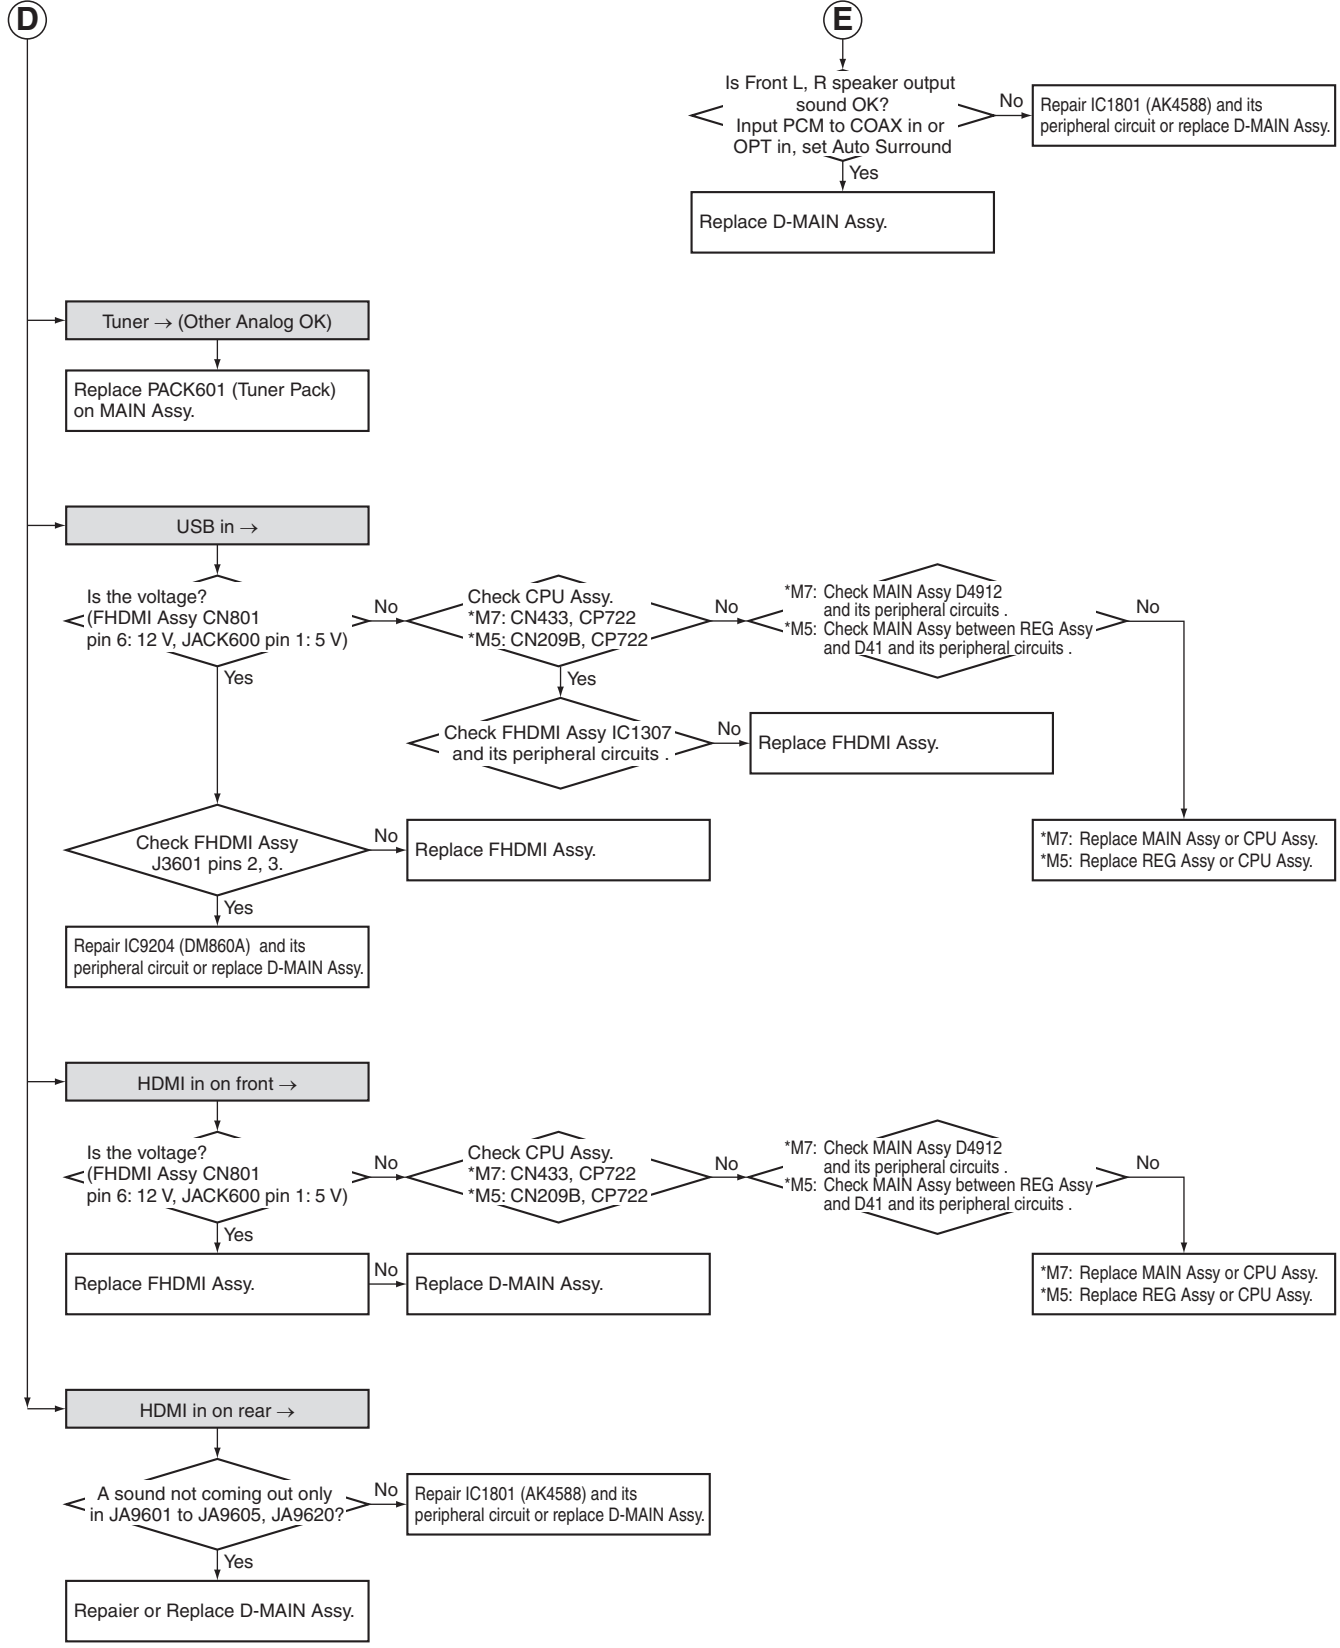 D
E
Is Front L, R speaker output
sound OK?
Input PCM to COAX in or
OPT in, set Auto Surround
No
Repair IC1801 (AK4588) and its
peripheral circuit or replace D-MAIN Assy.
Yes
Replace D-MAIN Assy.
Tuner → (Other Analog OK)
Replace PACK601 (Tuner Pack)
on MAIN Assy.
USB in →
Is the voltage?
(FHDMI Assy CN801
pin 6: 12 V, JACK600 pin 1: 5 V)
No
Check CPU Assy.
*M7: CN433, CP722
*M5: CN209B, CP722
No
*M7: Check MAIN Assy D4912
and its peripheral circuits .
*M5: Check MAIN Assy between REG Assy
and D41 and its peripheral circuits .
No
Yes
Yes
Check FHDMI Assy IC1307
and its peripheral circuits .
No
Replace FHDMI Assy.
Check FHDMI Assy
J3601 pins 2, 3.
No
Replace FHDMI Assy.
*M7: Replace MAIN Assy or CPU Assy.
*M5: Replace REG Assy or CPU Assy.
Yes
Repair IC9204 (DM860A) and its
peripheral circuit or replace D-MAIN Assy.
HDMI in on front →
Is the voltage?
(FHDMI Assy CN801
pin 6: 12 V, JACK600 pin 1: 5 V)
No
Check CPU Assy.
*M7: CN433, CP722
*M5: CN209B, CP722
No
*M7: Check MAIN Assy D4912
and its peripheral circuits .
*M5: Check MAIN Assy between REG Assy
and D41 and its peripheral circuits .
No
Yes
Replace FHDMI Assy.
No
Replace D-MAIN Assy.
*M7: Replace MAIN Assy or CPU Assy.
*M5: Replace REG Assy or CPU Assy.
HDMI in on rear →
A sound not coming out only
in JA9601 to JA9605, JA9620?
No
Repair IC1801 (AK4588) and its
peripheral circuit or replace D-MAIN Assy.
Yes
Repaier or Replace D-MAIN Assy.